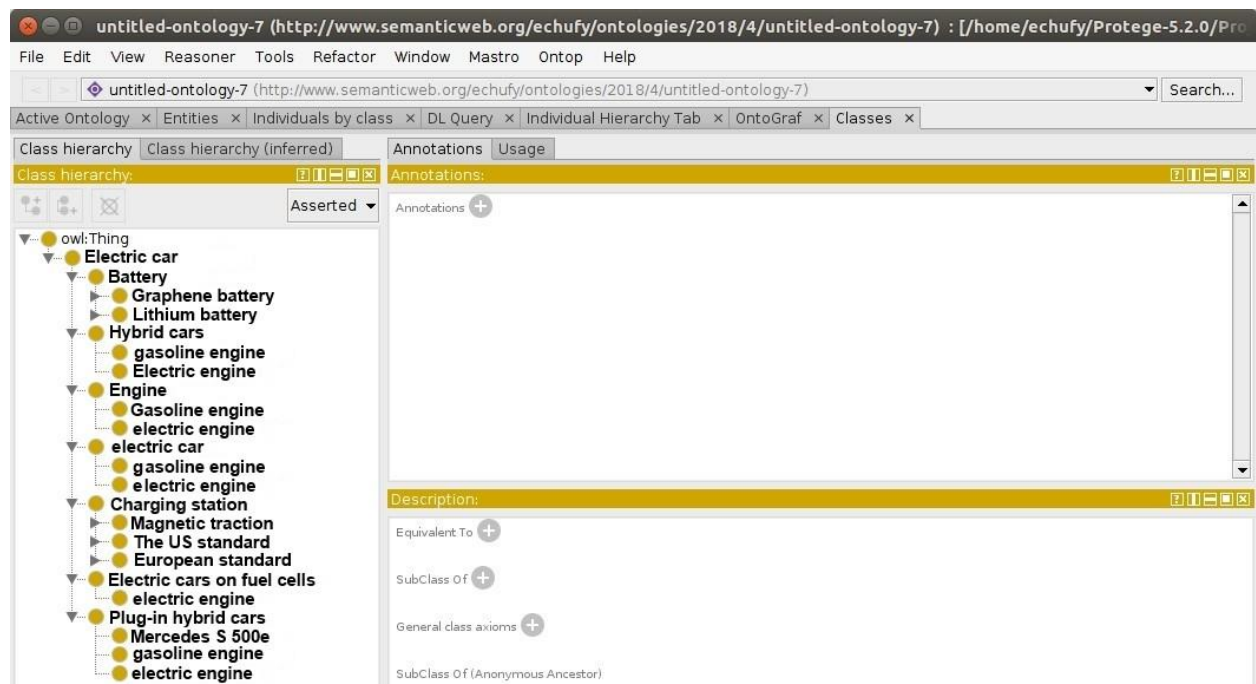 untitled-ontology-7 (http://www.semanticweb.org/echufy/ontologies/2018/4/untitled-ontology-7) : [/home/echufy/Protege-5.2.0/Pro
File Edit View Reasoner Tools Refactor Window Mastro Ontop Help
untitled-ontology-7 (http://www.semanticweb.org/echufy/ontologies/2018/4/untitled-ontology-7) Search...
Active Ontology × Entities × Individuals by class × DL Query × Individual Hierarchy Tab × OntoGraf × Classes ×
Class hierarchy Class hierarchy (inferred)
Class hierarchy:
Asserted
owl:Thing
Electric car
Battery
Graphene battery
Lithium battery
Hybrid cars
gasoline engine
Electric engine
Engine
Gasoline engine
electric engine
electric car
gasoline engine
electric engine
Charging station
Magnetic traction
The US standard
European standard
Electric cars on fuel cells
electric engine
Plug-in hybrid cars
Mercedes S 500e
gasoline engine
electric engine
Annotations Usage
Annotations:
Annotations
Description:
Equivalent To
SubClass Of
General class axioms
SubClass Of (Anonymous Ancestor)